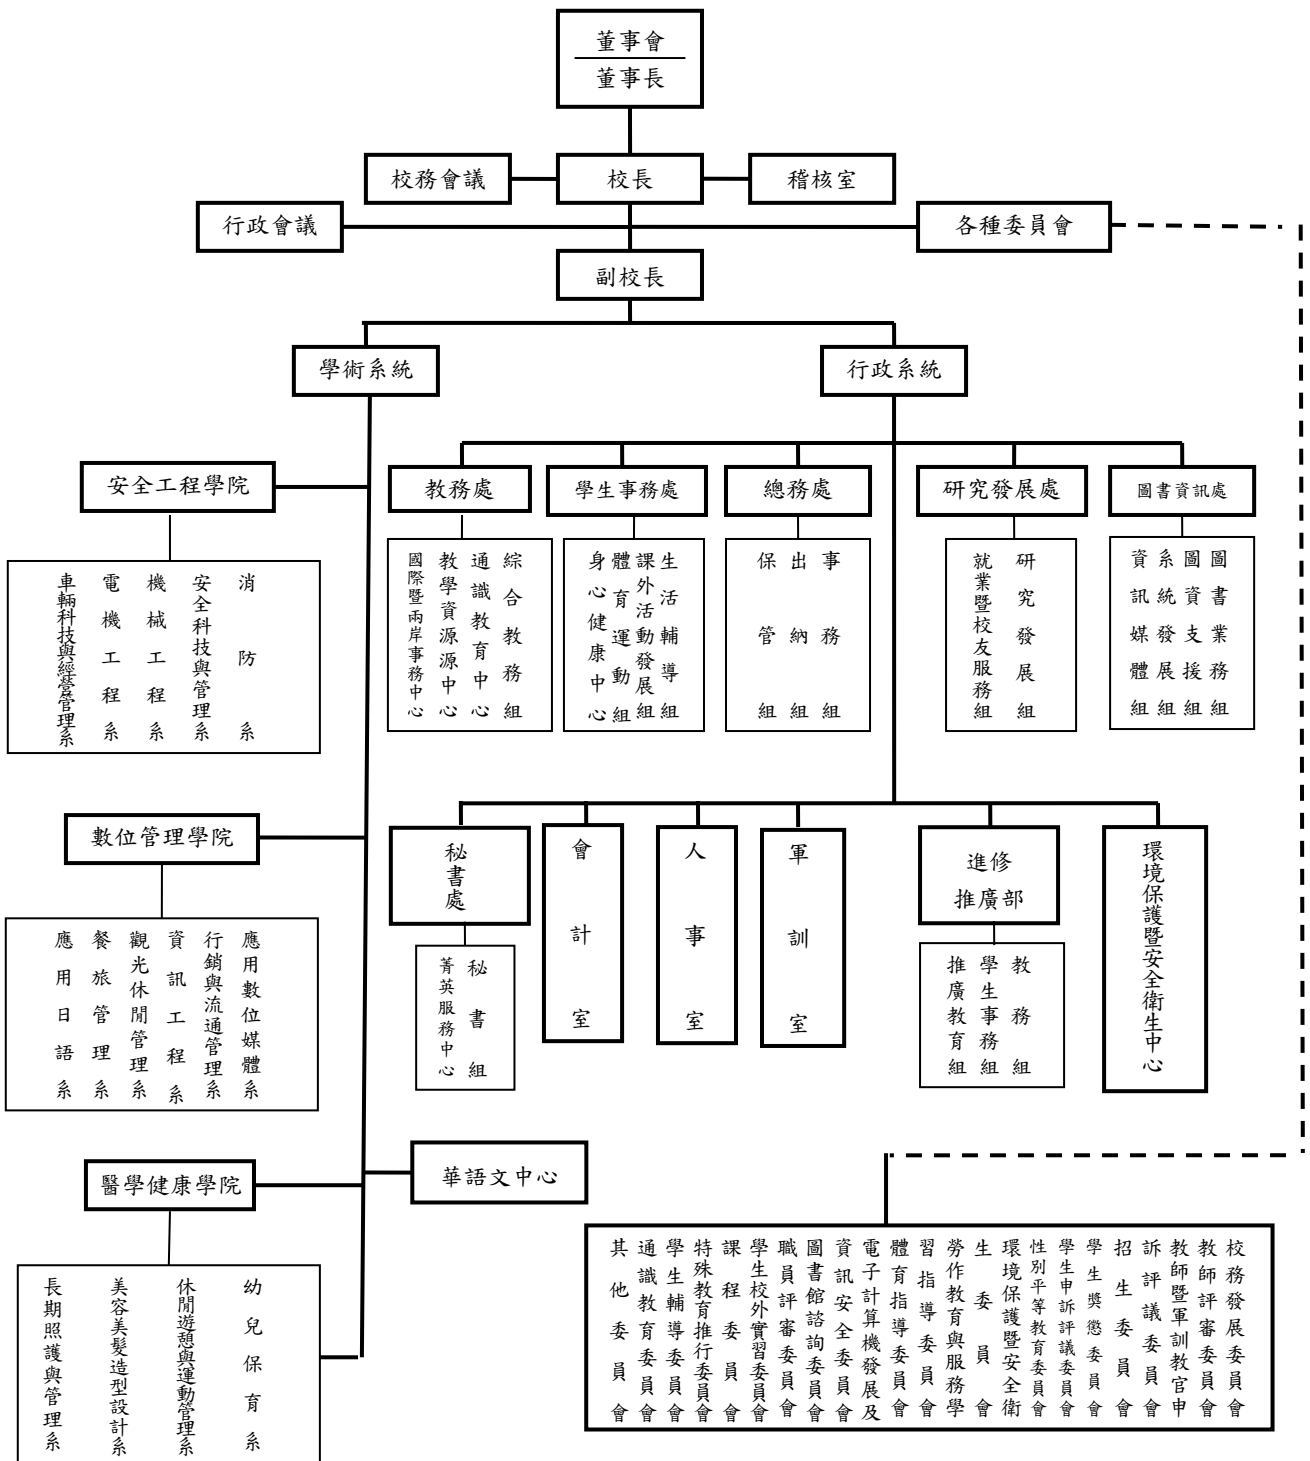 董事會
董事長
校務會議
校長
稽核室
行政會議
各種委員會
副校長
學術系統
行政系統
安全工程學院
消防系
安全科技與管理系
機械工程系
電機工程系
車輛科技與經營管理系
教務處
綜合教務組
通識教育中心
教學資源源中心
國際暨兩岸事務中心
學生事務處
生活輔導組
課外活動發展組
體育運動組
身心健康中心
總務處
事務組
出納組
保管組
研究發展處
研究發展組
就業暨校友服務組
圖書資訊處
圖書業務組
圖資支援組
系統發展組
資訊媒體組
數位管理學院
應用數位媒體系
行銷與流通管理系
資訊工程系
觀光休閒管理系
餐旅管理系
應用日語系
秘書處
秘書組
菁英服務中心
會計室
人事室
軍訓室
進修
推廣部
教務組
學生事務組
推廣教育組
環境保護暨安全衛生中心
醫學健康學院
幼兒保育系
休閒遊憩與運動管理系
美容美髮造型設計系
長期照護與管理系
華語文中心
校務發展委員會
教師評審委員會
教師暨軍訓教官申
訴評議委員會
招生委員會
學生獎懲委員會
學生申訴評議委員會
性別平等教育委員會
環境保護暨安全衛
生委員會
勞作教育與服務學
習指導委員會
體育指導委員會
電子計算機發展及
資訊安全委員會
圖書館諮詢委員會
職員評審委員會
學生校外實習委員會
課程委員會
特殊教育推行委員會
學生輔導委員會
通識教育委員會
其他委員會